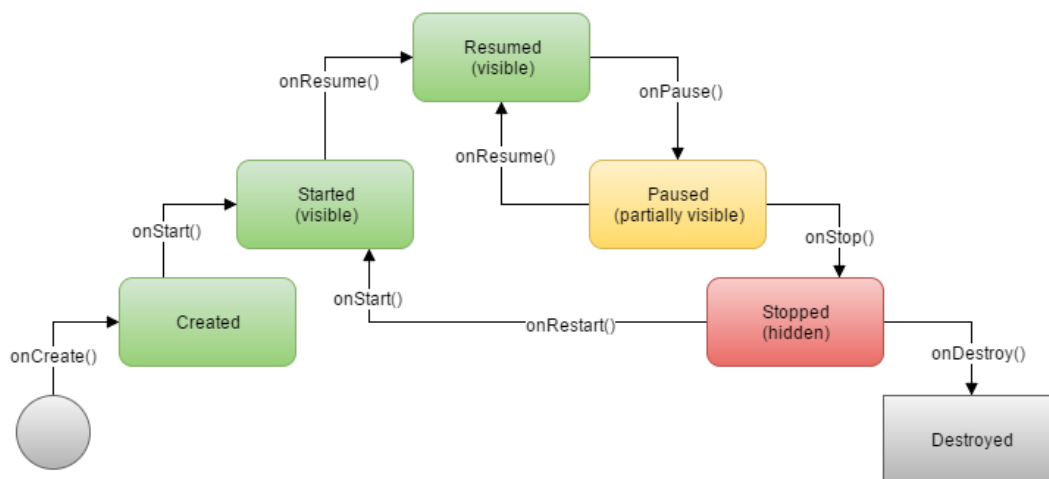 Resumed
(visible)
onResume()
onPause()
onResume()
Started
(visible)
Paused
(partially visible)
onStart()
onStop()
onStart()
Created
onRestart()
Stopped
(hidden)
onCreate()
onDestroy()
Destroyed